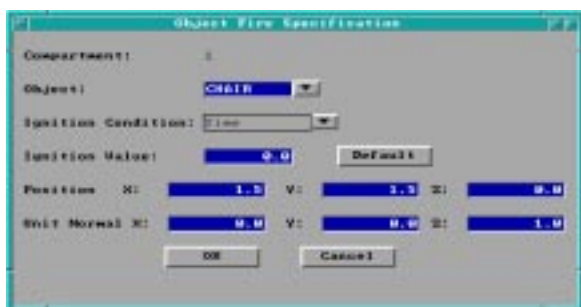 Object Fire Specification
Compartment: 1
Object: CHAIR
Ignition Condition: Time
Ignition Value: 0.0 Default
Position X: 1.5 Y: 1.5 Z: 0.0
Unit Normal X: 0.0 Y: 0.0 Z: 1.0
OK Cancel